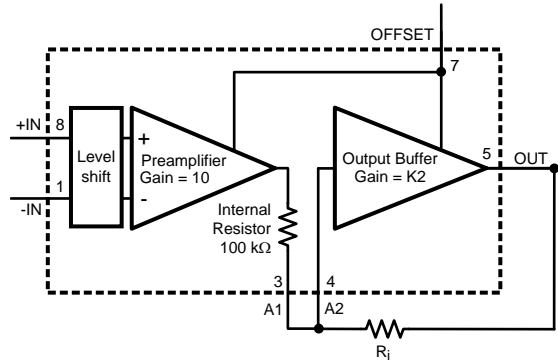 OFFSET
7
+IN
8
Level
shift
+
-
Preamplifier
Gain = 10
Output Buffer
Gain = K2
5
OUT
1
-IN
Internal
Resistor
100 kΩ
3
4
A1
A2
Ri